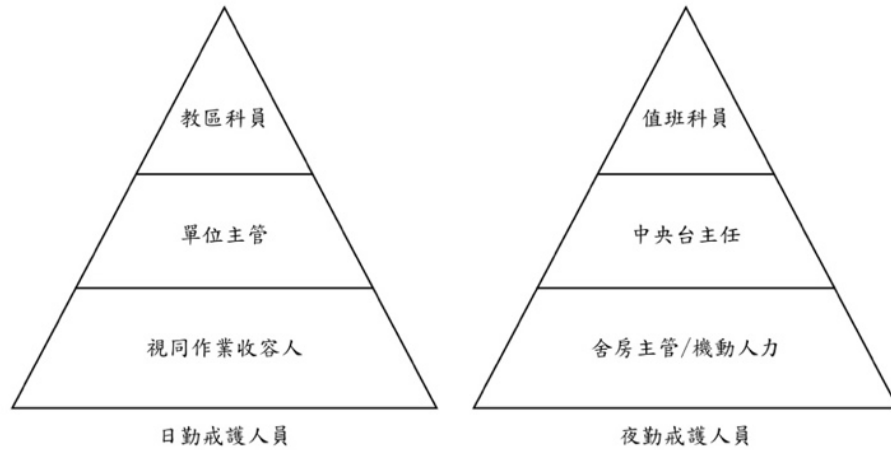 教區科員
單位主管
視同作業收容人
日勤戒護人員
值班科員
中央台主任
舍房主管/機動人力
夜勤戒護人員